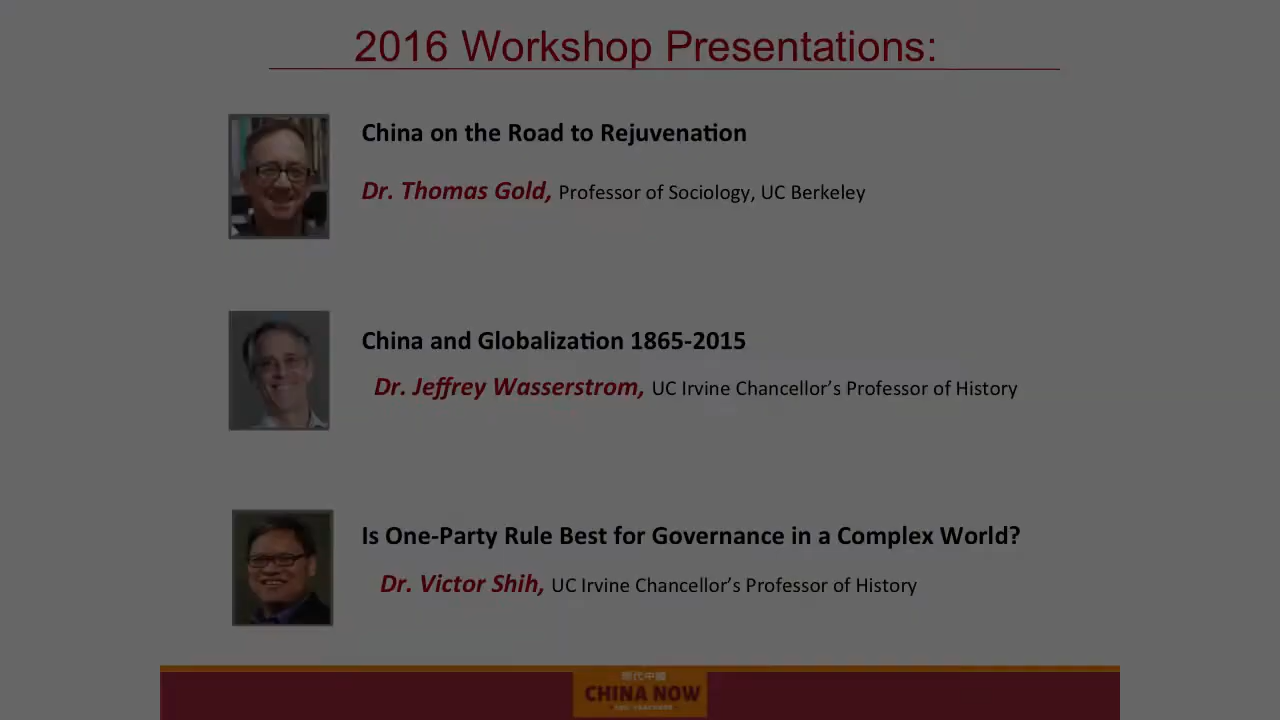 2016 Workshop Presentations:
China on the Road to Rejuvenation
Dr. Thomas Gold, Professor of Sociology, UC Berkeley
China and Globalization 1865-2015
Dr. Jeffrey Wasserstrom, UC Irvine Chancellor’s Professor of History
Is One-Party Rule Best for Governance in a Complex World?
Dr. Victor Shih, UC Irvine Chancellor’s Professor of History
現代中國
CHINA NOW
FOR TEACHERS